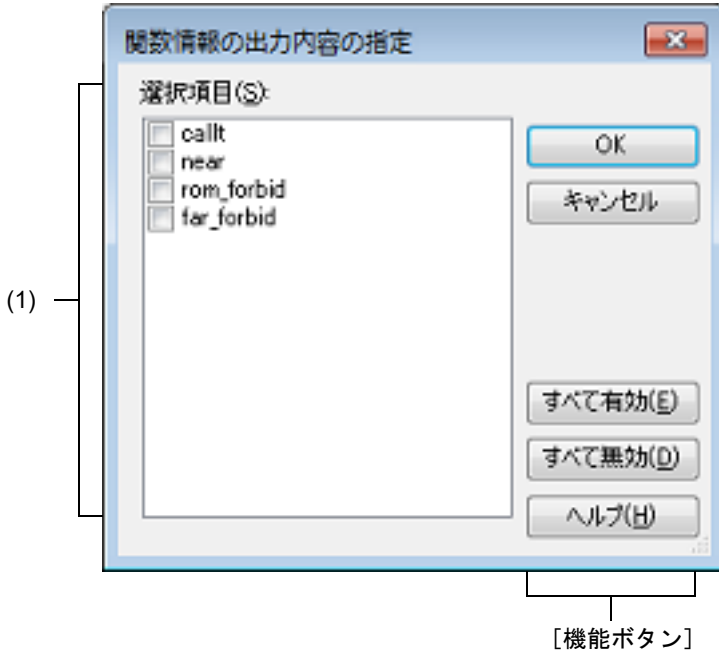 関数情報の出力内容の指定
選択項目(S):
callt
near
rom_forbid
far_forbid
OK
キャンセル
すべて有効(E)
すべて無効(D)
ヘルプ(H)
(1)
[機能ボタン]